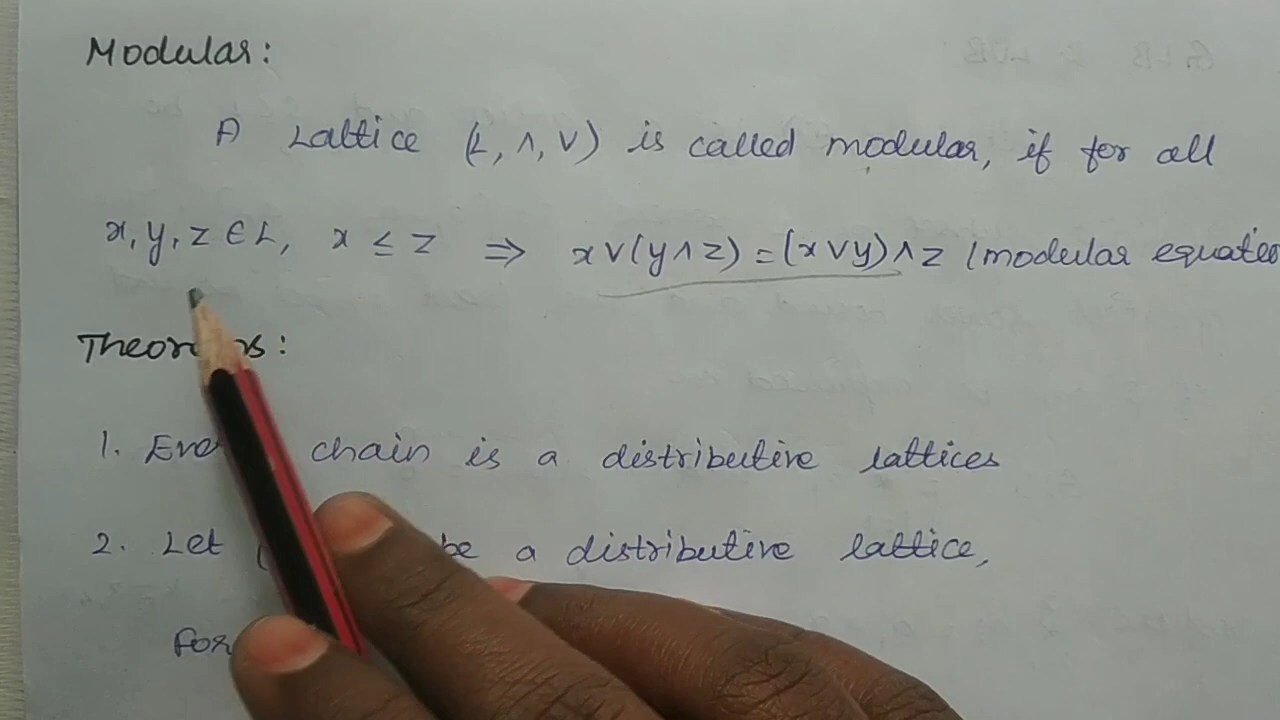 Modular:
A Lattice (L, ∧, ∨) is called modular, if for all
x, y, z ∈ L, x ≤ z ⇒ x ∨ (y ∧ z) = (x ∨ y) ∧ z (modular equatio
Theor s:
1. Eve chain is a distributive lattices
2. Let ( be a distributive lattice,
For